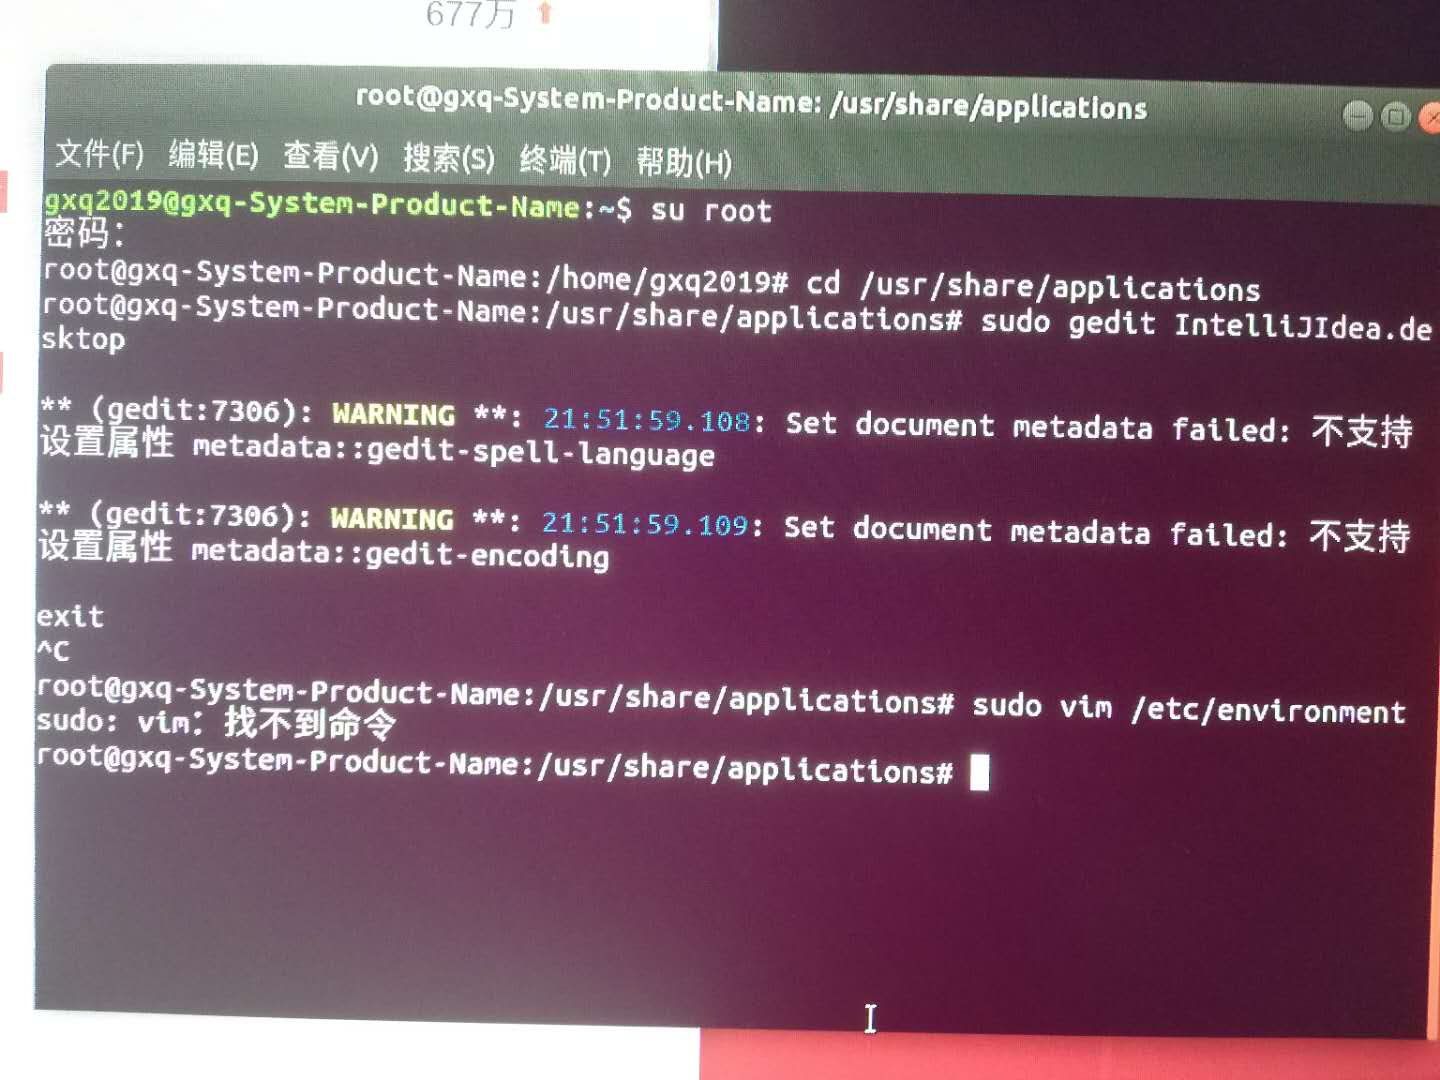 677万
root@gxq-System-Product-Name: /usr/share/applications
文件(F) 编辑(E) 查看(V) 搜索(S) 终端(T) 帮助(H)
gxq2019@gxq-System-Product-Name:~$ su root
密码：
root@gxq-System-Product-Name:/home/gxq2019# cd /usr/share/applications
root@gxq-System-Product-Name:/usr/share/applications# sudo gedit IntelliJIdea.de
sktop
** (gedit:7306): WARNING **: 21:51:59.108: Set document metadata failed: 不支持
设置属性 metadata::gedit-spell-language
** (gedit:7306): WARNING **: 21:51:59.109: Set document metadata failed: 不支持
设置属性 metadata::gedit-encoding
exit
^C
root@gxq-System-Product-Name:/usr/share/applications# sudo vim /etc/environment
sudo: vim：找不到命令
root@gxq-System-Product-Name:/usr/share/applications#